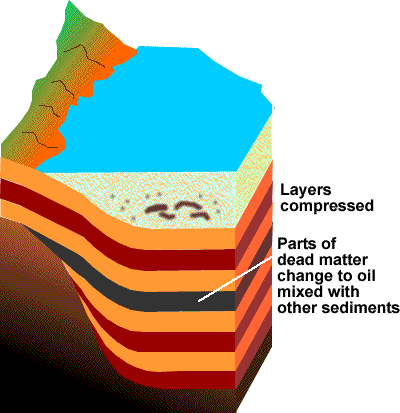 Layers
compressed
Parts of
dead matter
change to oil
mixed with
other sediments